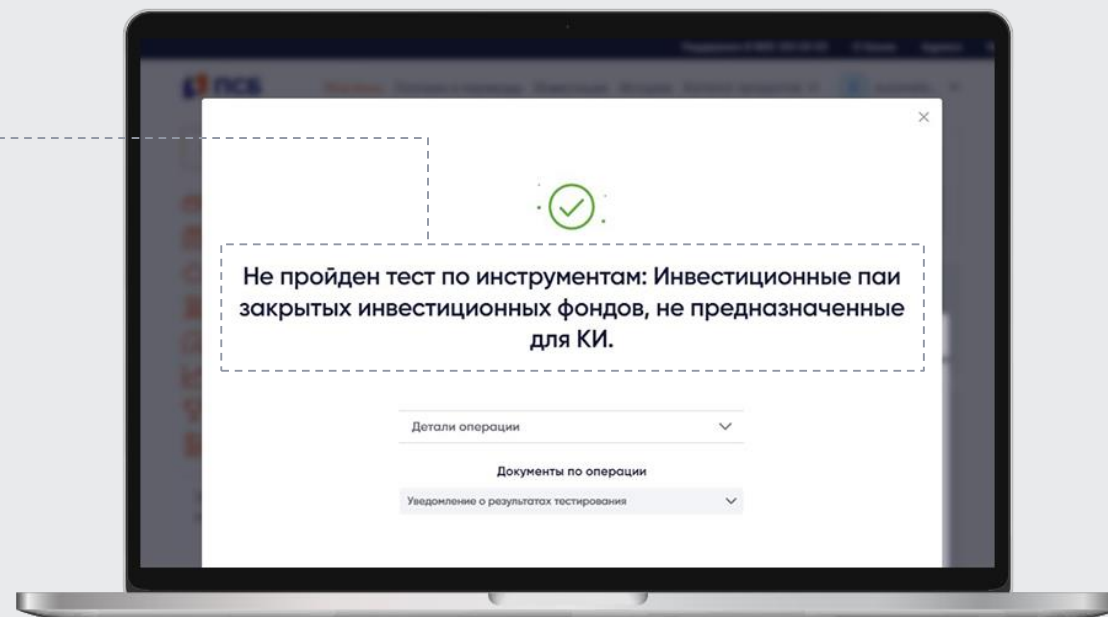 ПСБ
Не пройден тест по инструментам: Инвестиционные паи
закрытых инвестиционных фондов, не предназначенные
для КИ.
Детали операции
Документы по операции
Уведомление о результатах тестирования